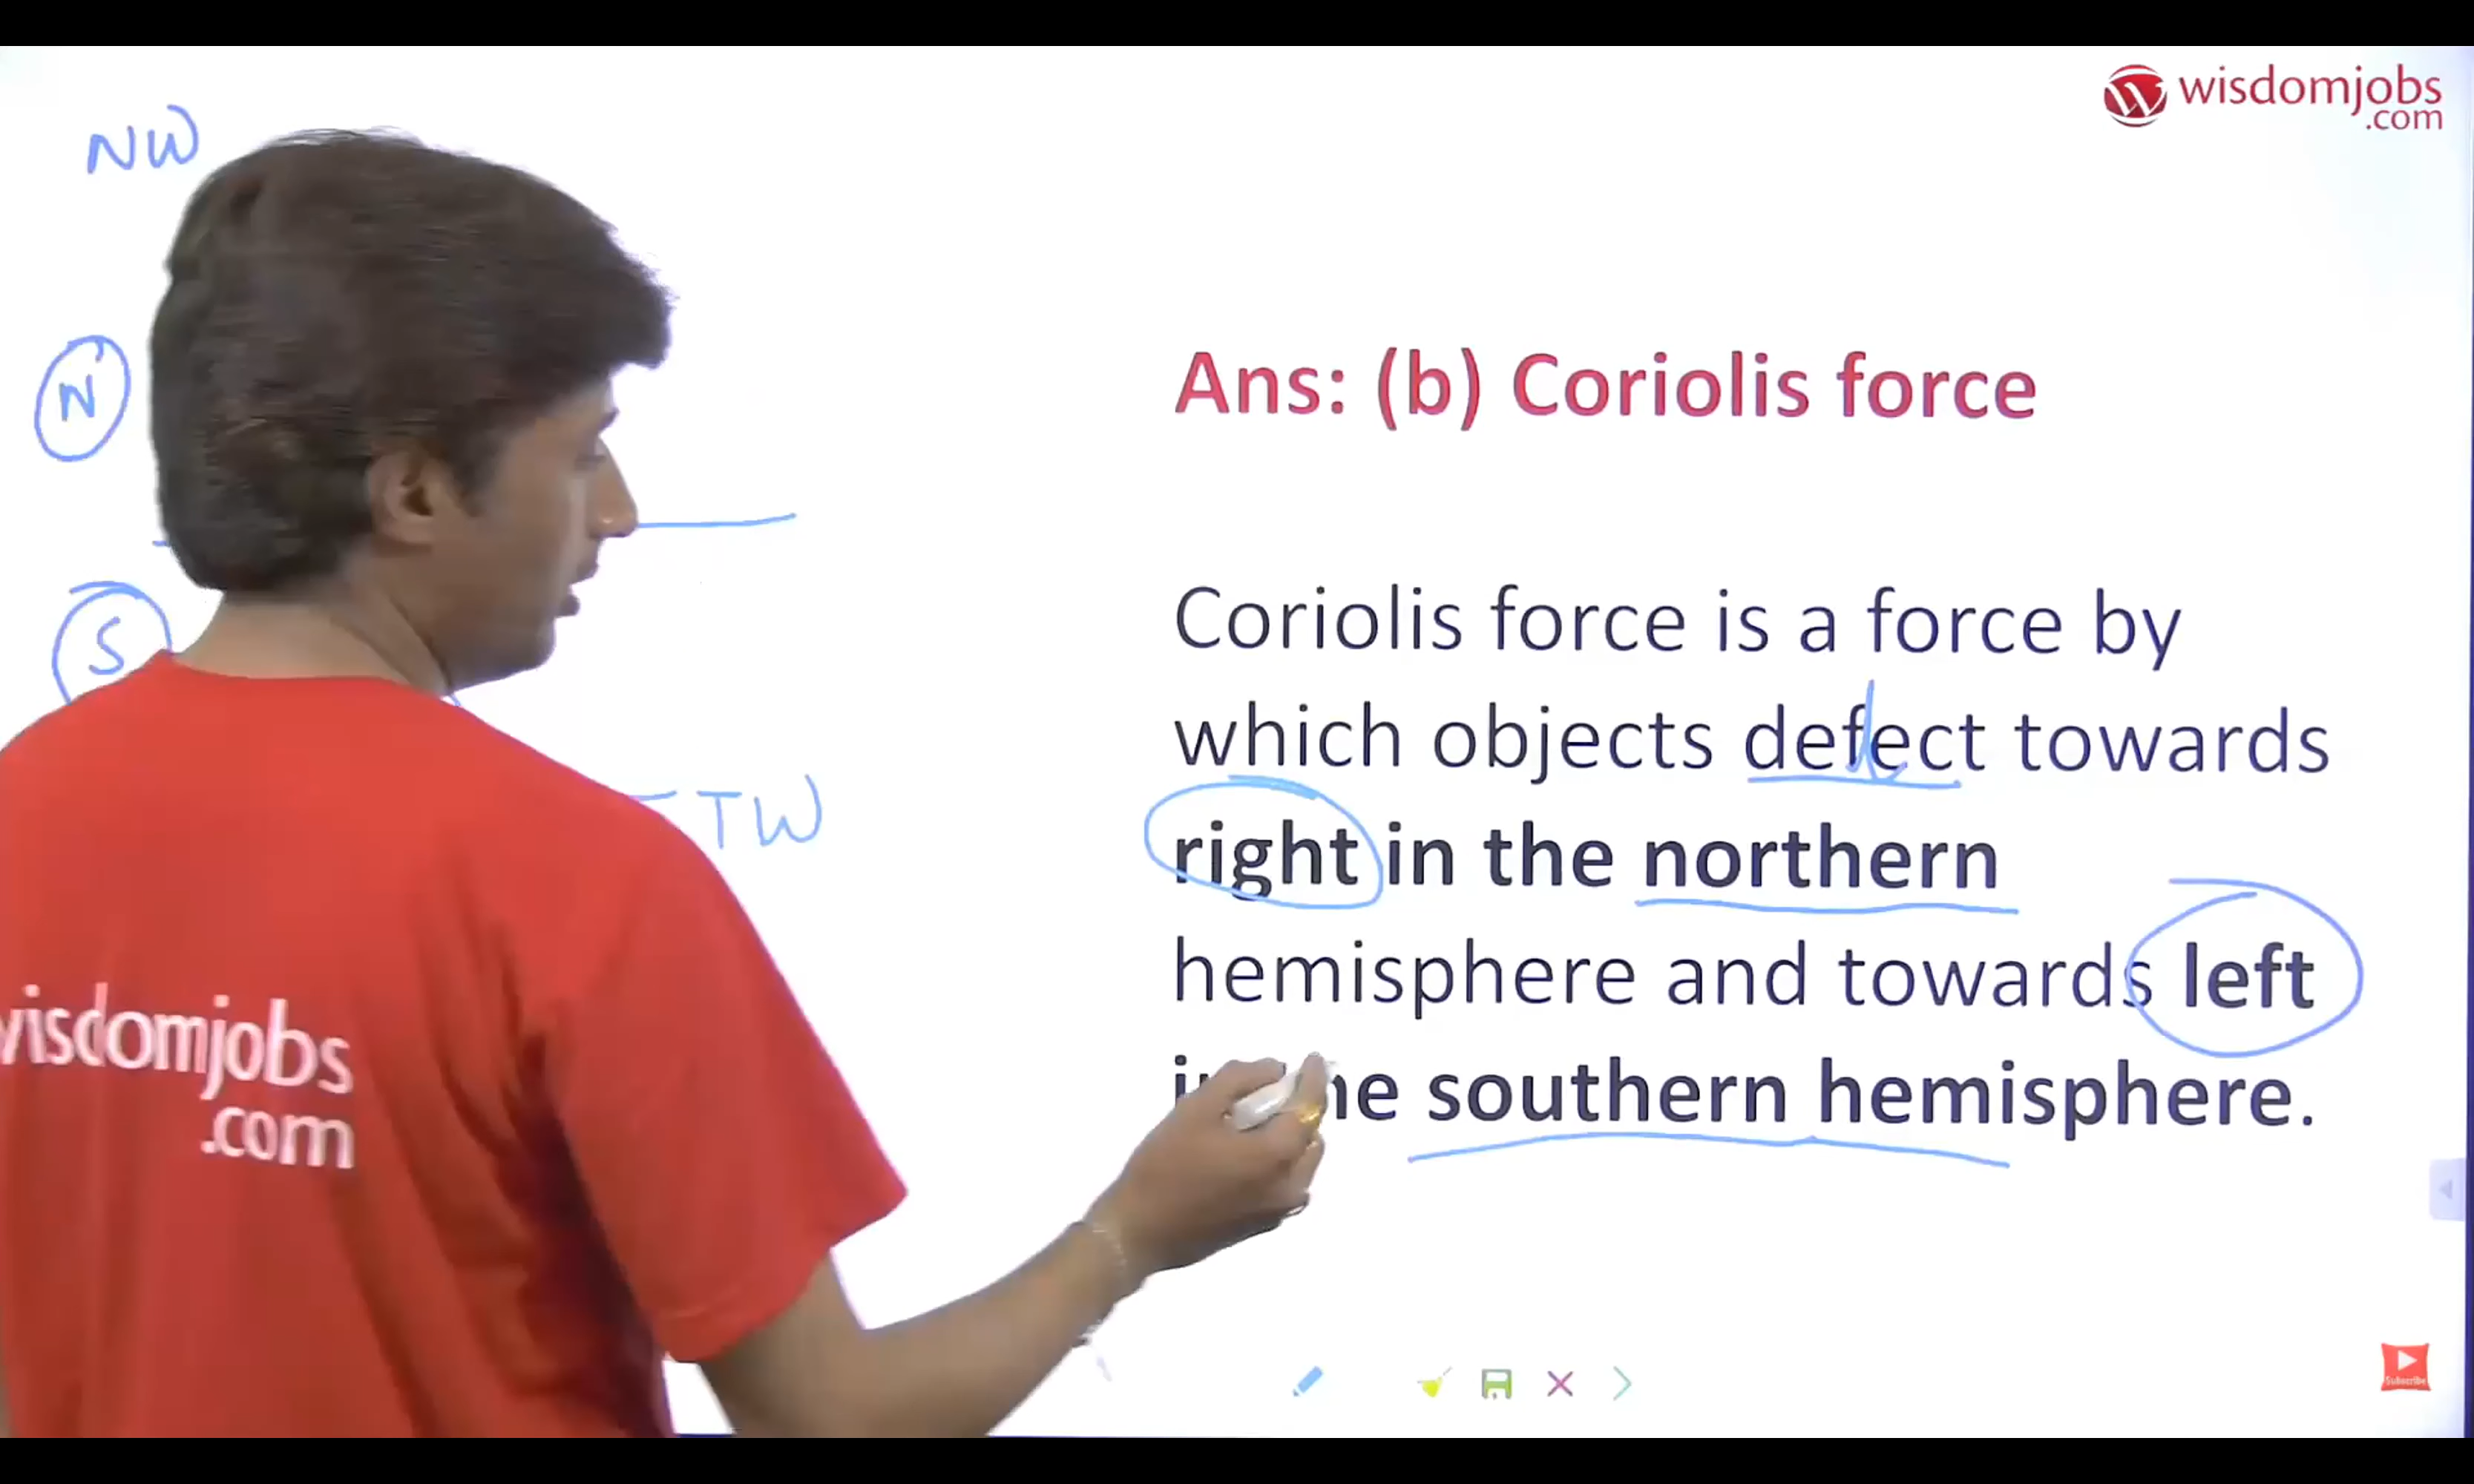 wisdomjobs
.com
NW
N
S
TW
Ans: (b) Coriolis force
Coriolis force is a force by
which objects defect towards
right in the northern
hemisphere and towards left
southern hemisphere.
wisdomjobs
.com
Subscribe